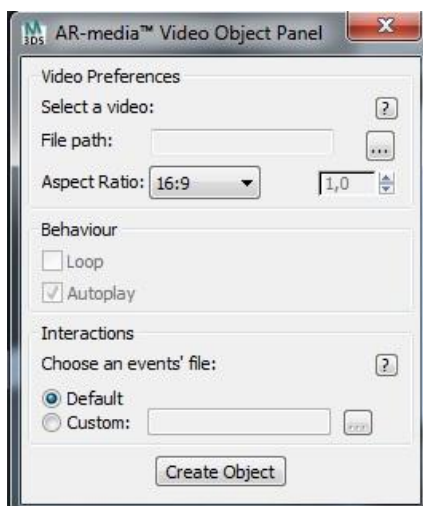 AR-media™ Video Object Panel
Video Preferences
Select a video:
?
File path:
...
Aspect Ratio: 16:9 1,0
Behaviour
Loop
Autoplay
Interactions
Choose an events' file:
?
Default
Custom:
...
Create Object